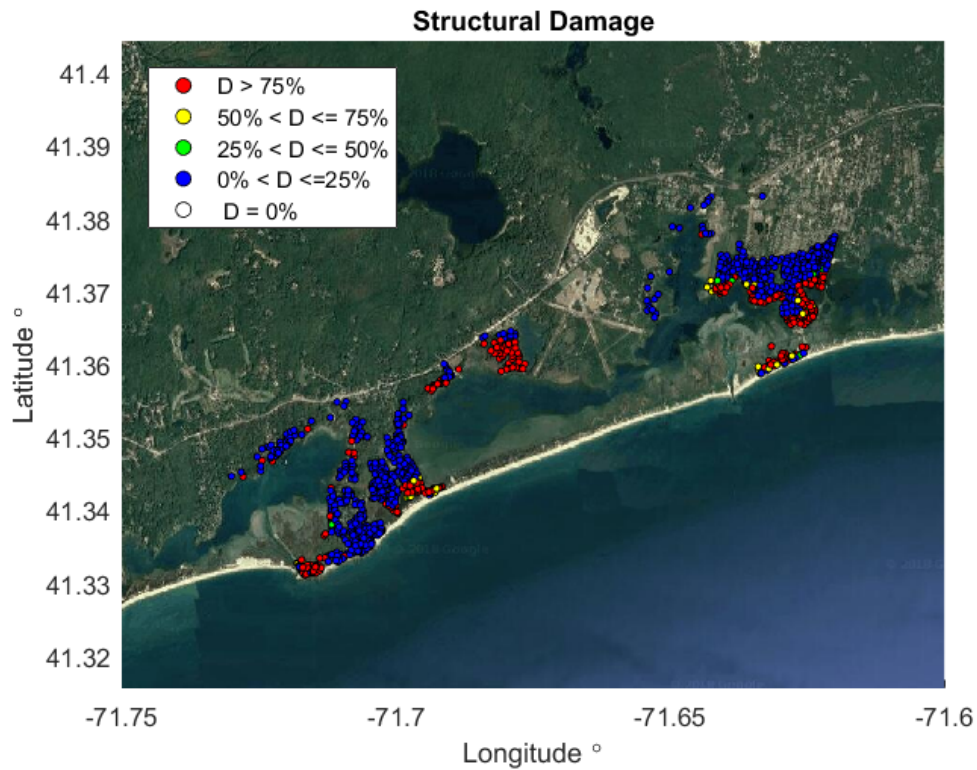 Structural Damage
41.4
41.39
41.38
41.37
41.36
41.35
41.34
41.33
41.32
Latitude °
D > 75%
50% < D <= 75%
25% < D <= 50%
0% < D <=25%
D = 0%
-71.75
-71.7
-71.65
-71.6
Longitude °